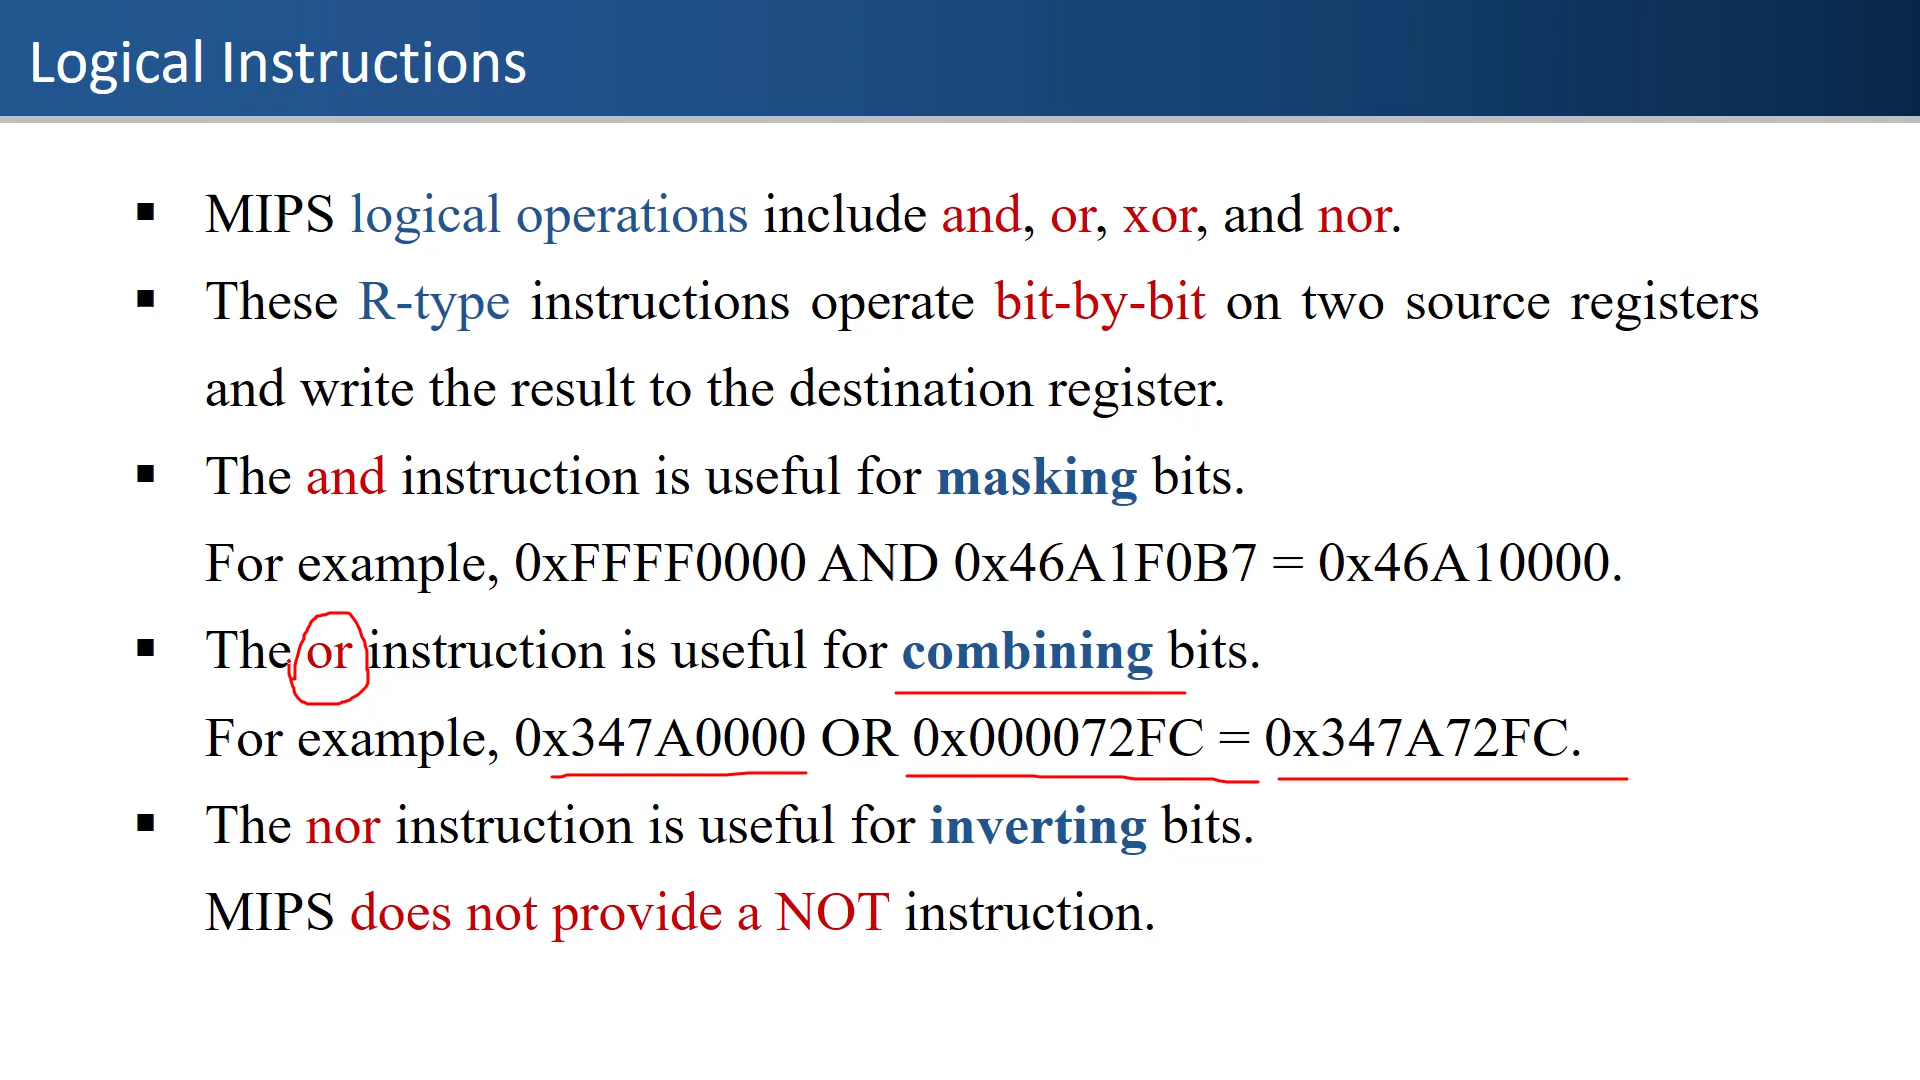 Logical Instructions
▪ MIPS logical operations include and, or, xor, and nor.
▪ These R-type instructions operate bit-by-bit on two source registers
and write the result to the destination register.
▪ The and instruction is useful for masking bits.
For example, 0xFFFF0000 AND 0x46A1F0B7 = 0x46A10000.
▪ The or instruction is useful for combining bits.
For example, 0x347A0000 OR 0x000072FC = 0x347A72FC.
▪ The nor instruction is useful for inverting bits.
MIPS does not provide a NOT instruction.